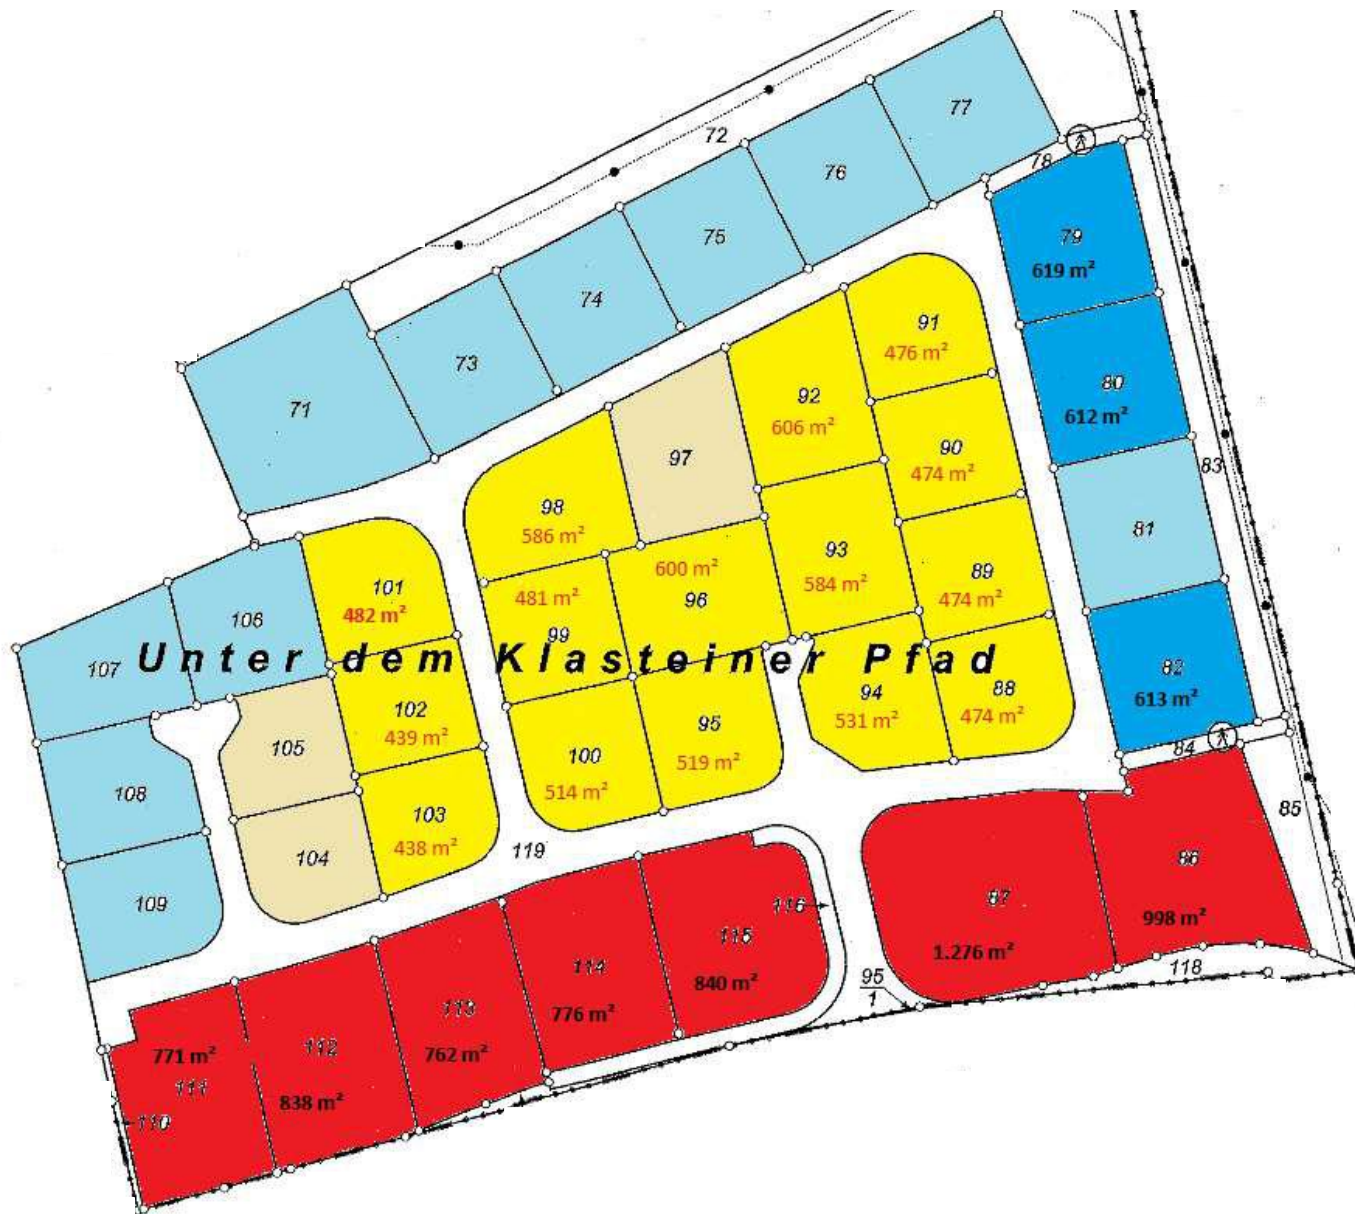 77
72
78
76
75
79
619 m²
74
91
476 m²
73
80
612 m²
92
606 m²
71
90
474 m²
97
83
98
586 m²
81
93
584 m²
600 m²
89
474 m²
101
482 m²
481 m²
96
106
99
Unter dem Klasteiner Pfad
107
82
613 m²
88
474 m²
94
531 m²
102
439 m²
95
519 m²
105
84
100
514 m²
108
85
103
438 m²
119
104
86
998 m²
87
1.276 m²
109
116
115
840 m²
114
776 m²
118
95
1
113
762 m²
112
838 m²
771 m²
111
110